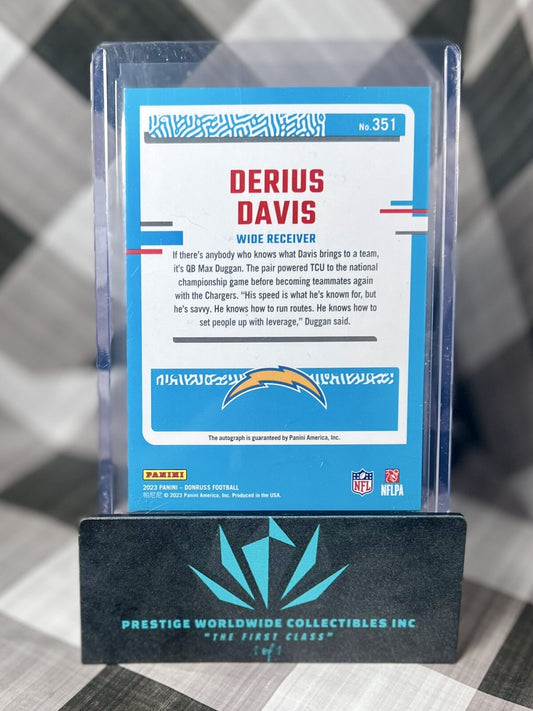 No.351
DERIUS
DAVIS
WIDE RECEIVER
If there's anybody who knows what Davis brings to a team,
it's QB Max Duggan. The pair powered TCU to the national
championship game before becoming teammates again
with the Chargers. "His speed is what he's known for, but
he's savvy. He knows how to run routes. He knows how to
set people up with leverage," Duggan said.
The autograph is guaranteed by Panini America, Inc.
PANINI
2023 PANINI - DONRUSS FOOTBALL
帕尼尼 © 2023 Panini America, Inc. Produced in the USA.
NFL
NFLPA
PRESTIGE WORLDWIDE COLLECTIBLES INC
"THE FIRST CLASS"
1 of 1